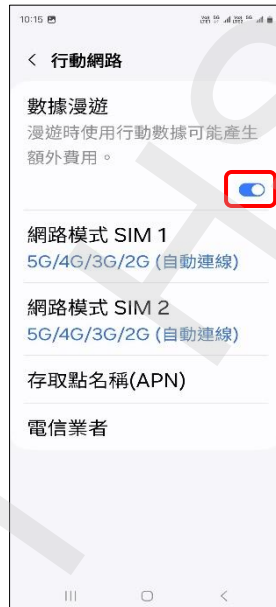 10:15
行動網路
數據漫遊
漫遊時使用行動數據可能產生
額外費用。
網路模式 SIM 1
5G/4G/3G/2G (自動連線)
網路模式 SIM 2
5G/4G/3G/2G (自動連線)
存取點名稱(APN)
電信業者